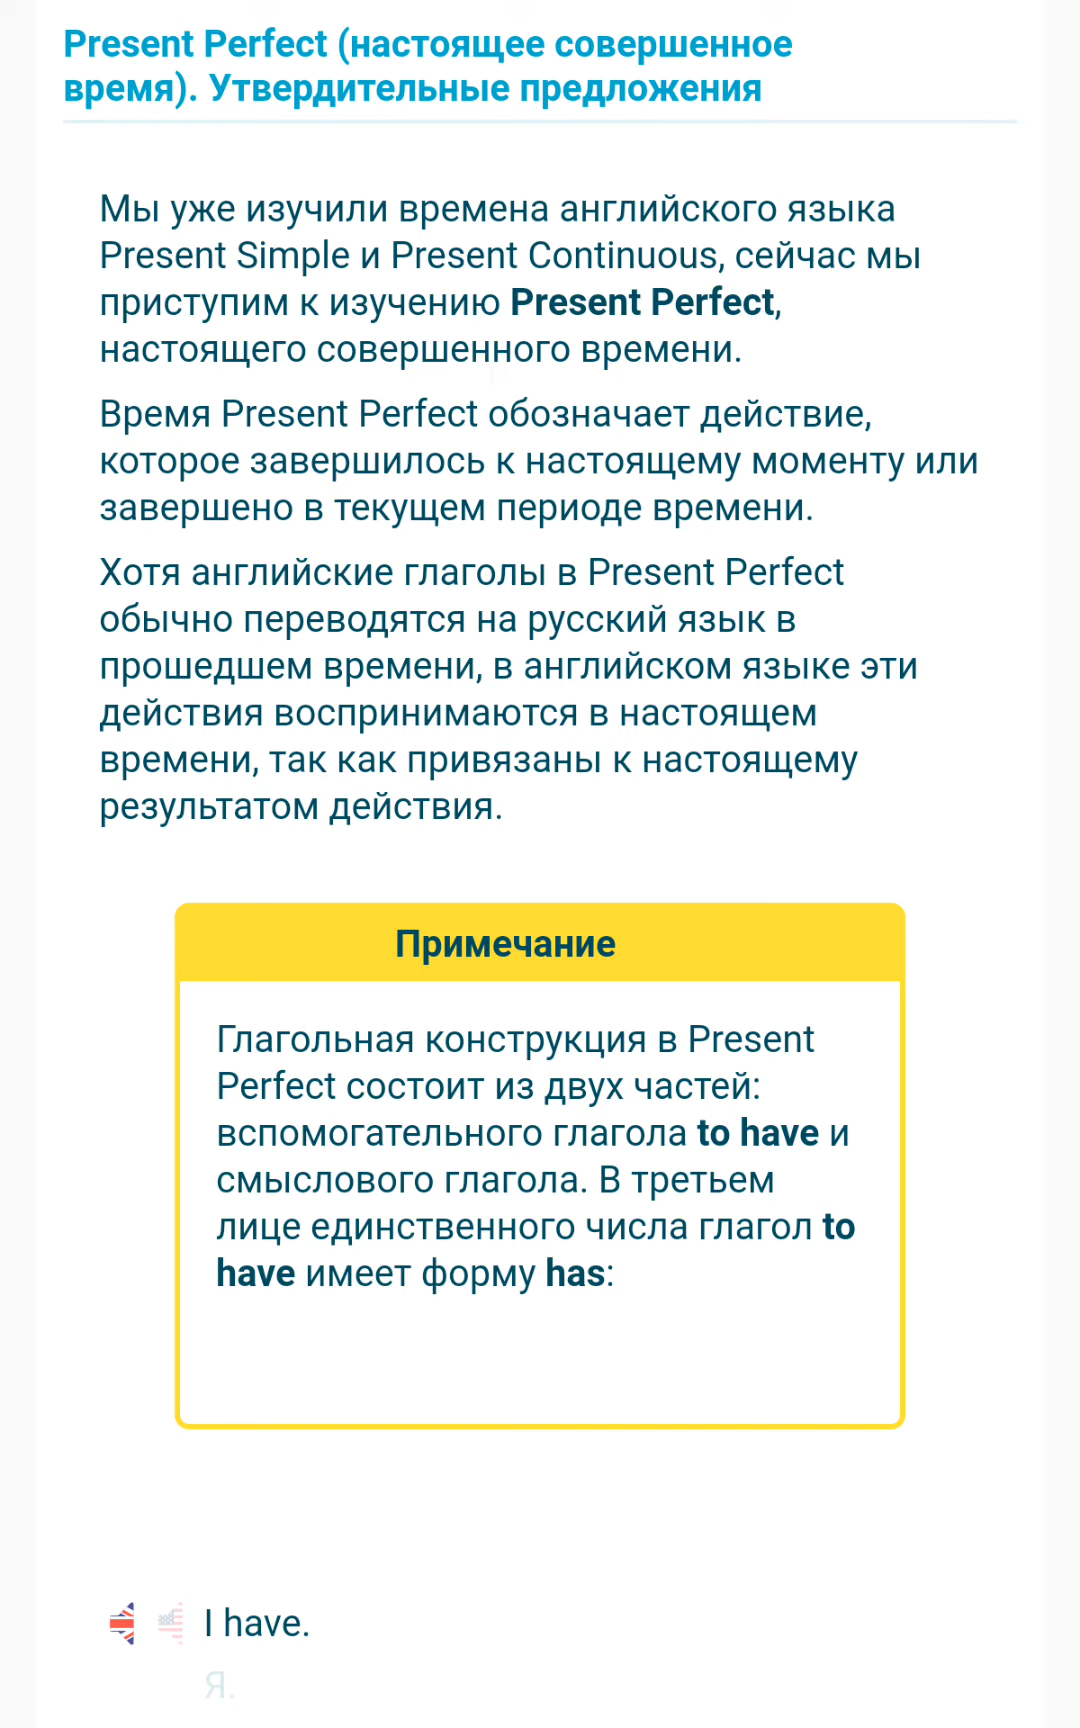 Present Perfect (настоящее совершенное
время). Утвердительные предложения
Мы уже изучили времена английского языка
Present Simple и Present Continuous, сейчас мы
приступим к изучению Present Perfect,
настоящего совершенного времени.
Время Present Perfect обозначает действие,
которое завершилось к настоящему моменту или
завершено в текущем периоде времени.
Хотя английские глаголы в Present Perfect
обычно переводятся на русский язык в
прошедшем времени, в английском языке эти
действия воспринимаются в настоящем
времени, так как привязаны к настоящему
результатом действия.
Примечание
Глагольная конструкция в Present
Perfect состоит из двух частей:
вспомогательного глагола to have и
смыслового глагола. В третьем
лице единственного числа глагол to
have имеет форму has:
I have.
Я.